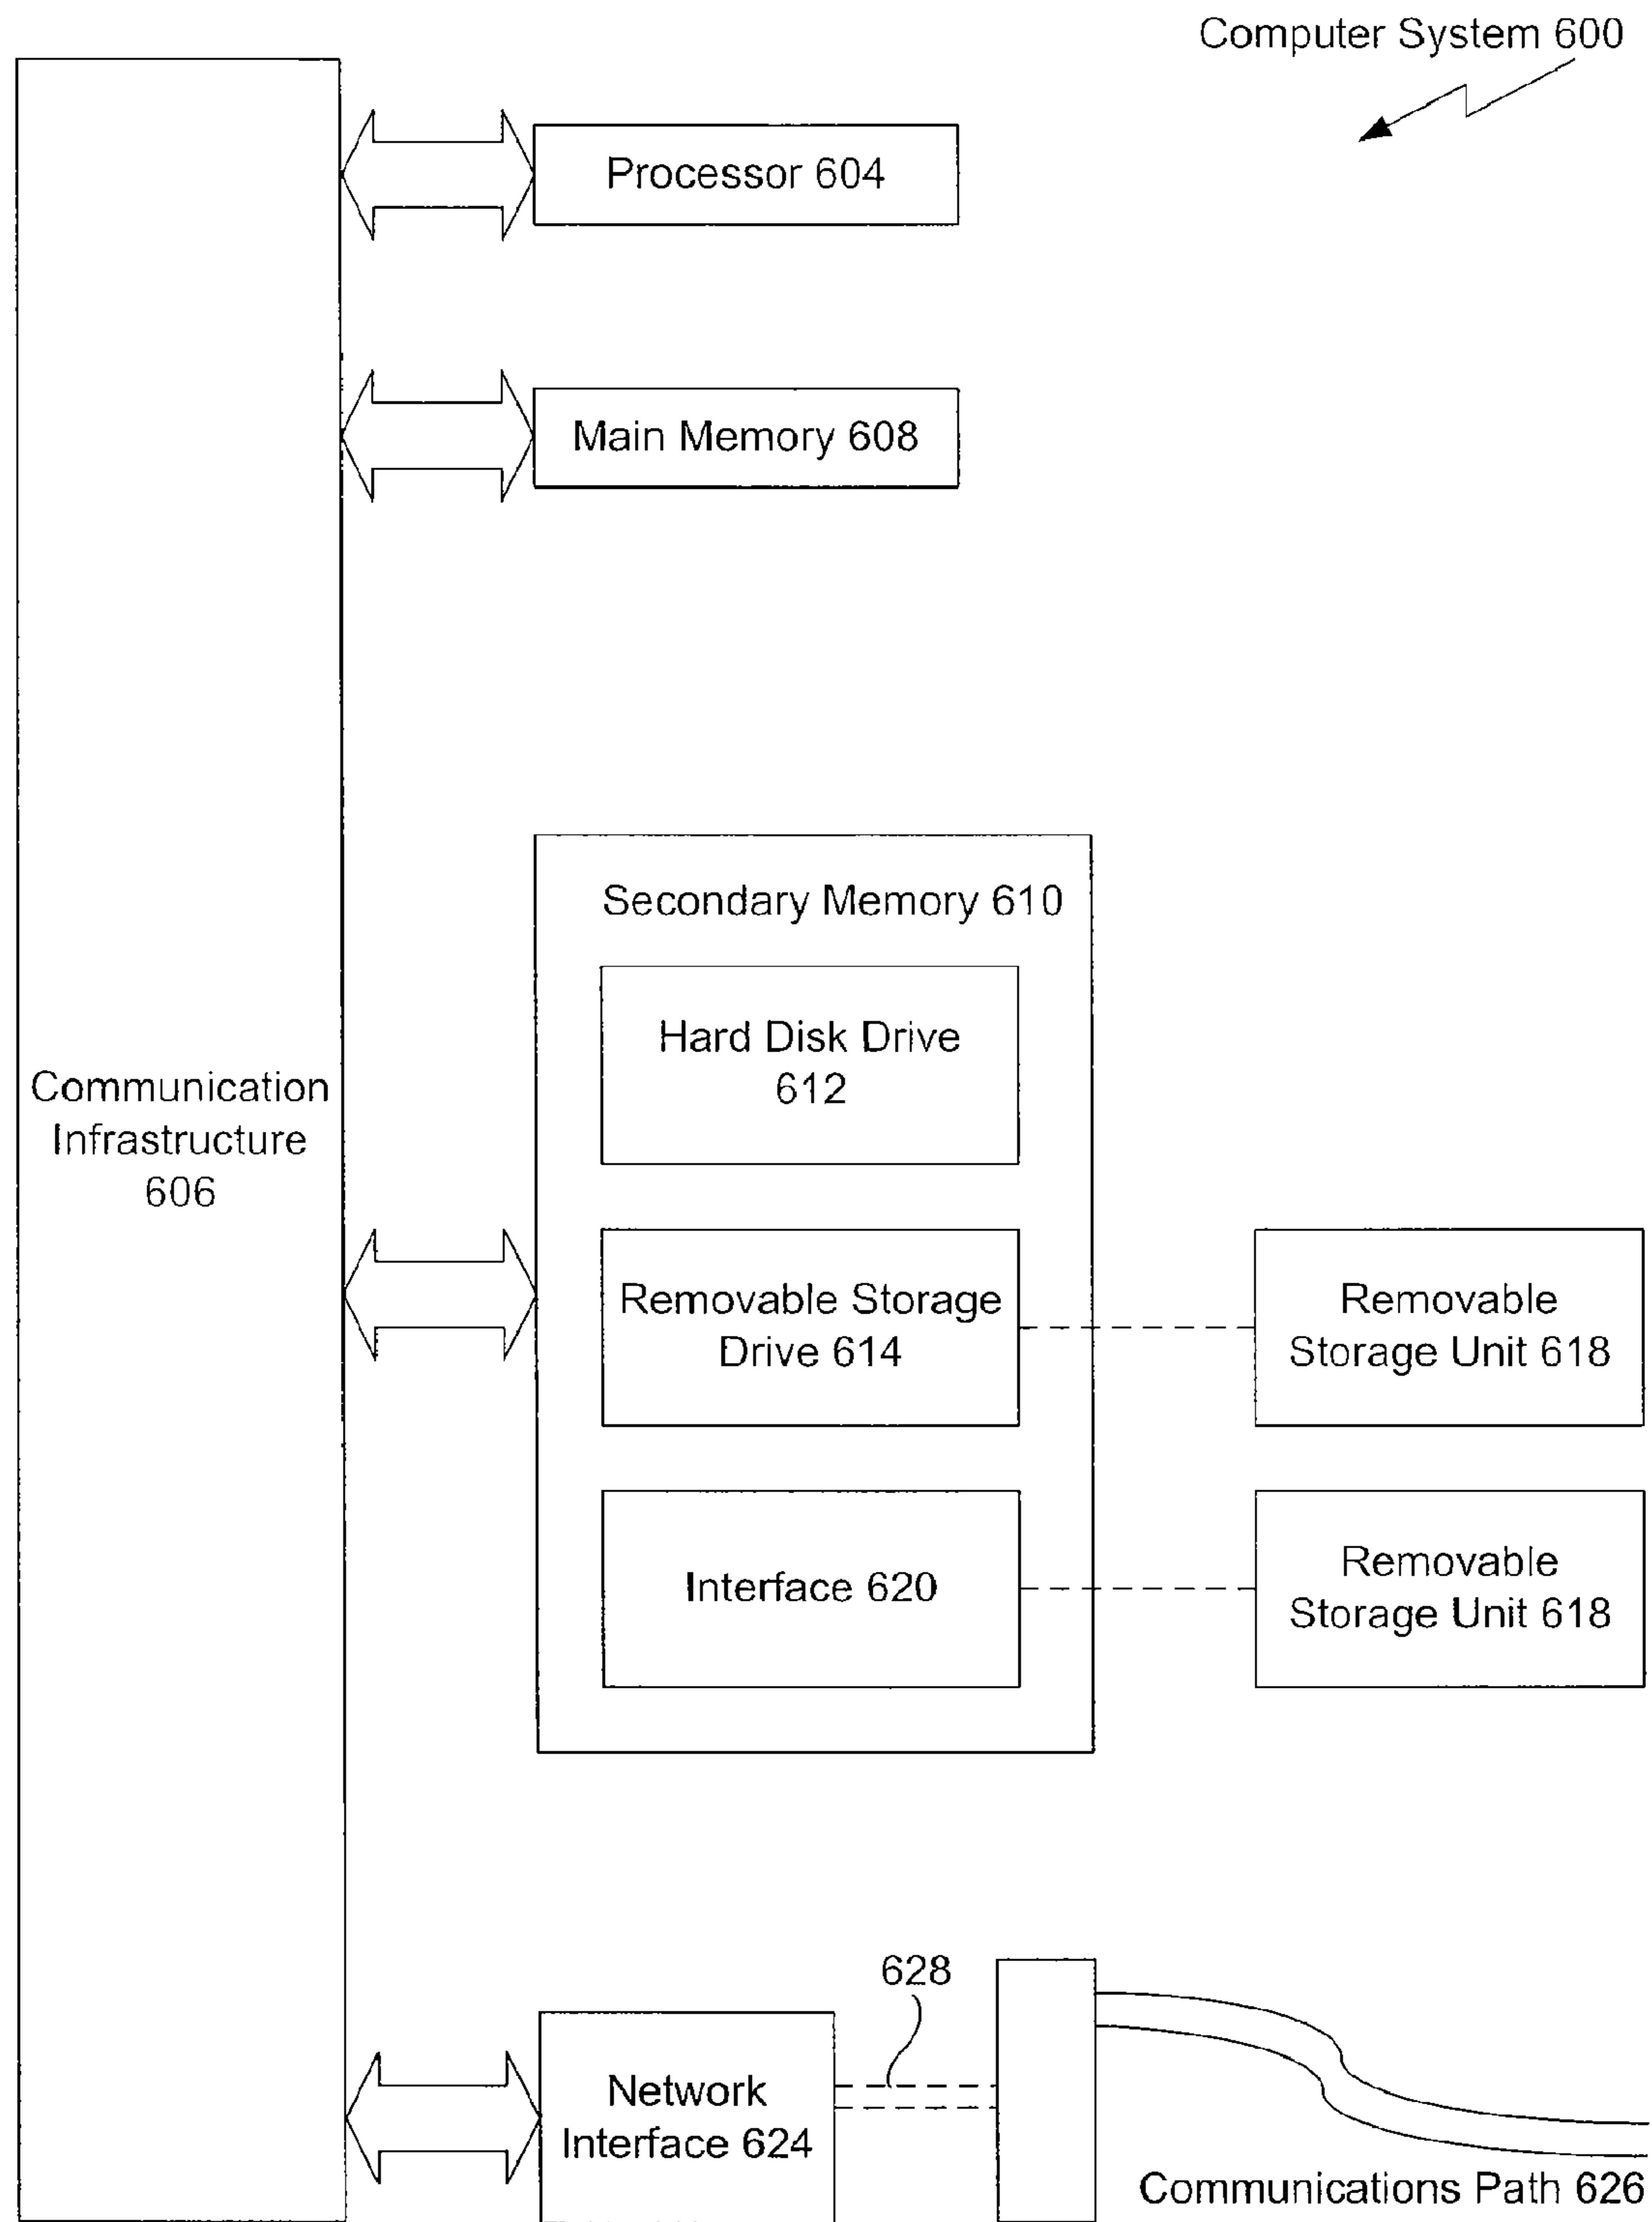 Computer System 600
Processor 604
Main Memory 608
Secondary Memory 610
Hard Disk Drive
612
Communication
Infrastructure
606
Removable Storage
Drive 614
Removable
Storage Unit 618
Interface 620
Removable
Storage Unit 618
628
Network
Interface 624
Communications Path 626